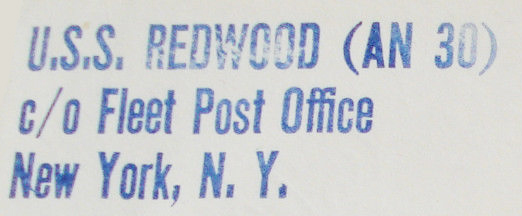 U.S.S. REDWOOD (AN 30)
c/o Fleet Post Office
New York, N. Y.